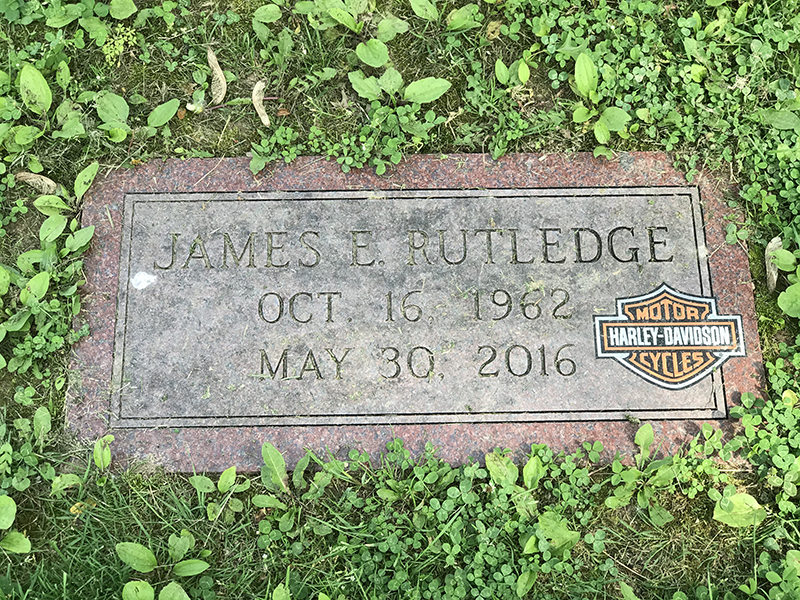 JAMES E. RUTLEDGE
OCT. 16, 1962
MAY 30, 2016
MOTOR
HARLEY-DAVIDSON
CYCLES